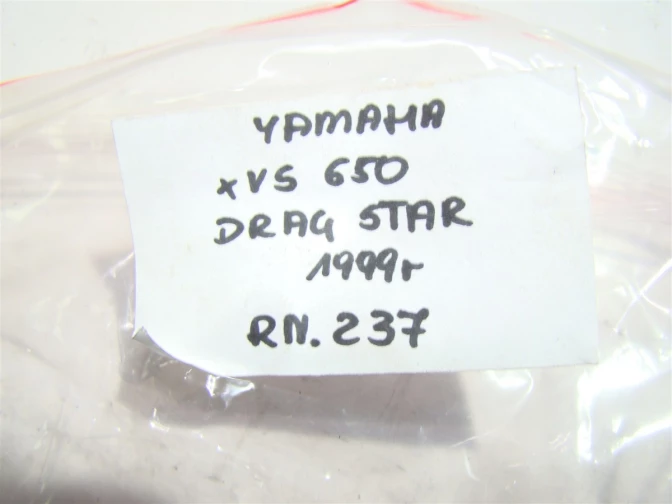 YAMAHA
XVS 650
DRAG STAR
1999r
RN. 237